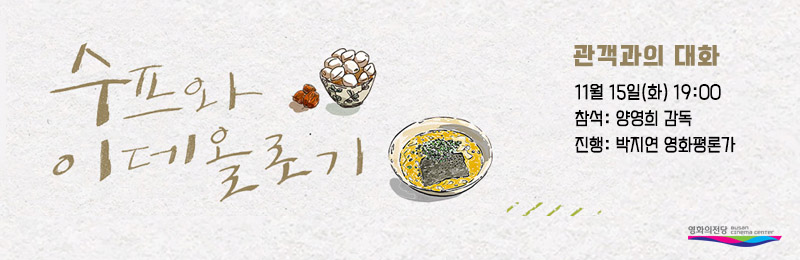 수프와
이데올로기
관객과의 대화
11월 15일(화) 19:00
참석: 양영희 감독
진행: 박지연 영화평론가
영화의전당 BUSAN CINEMA CENTER